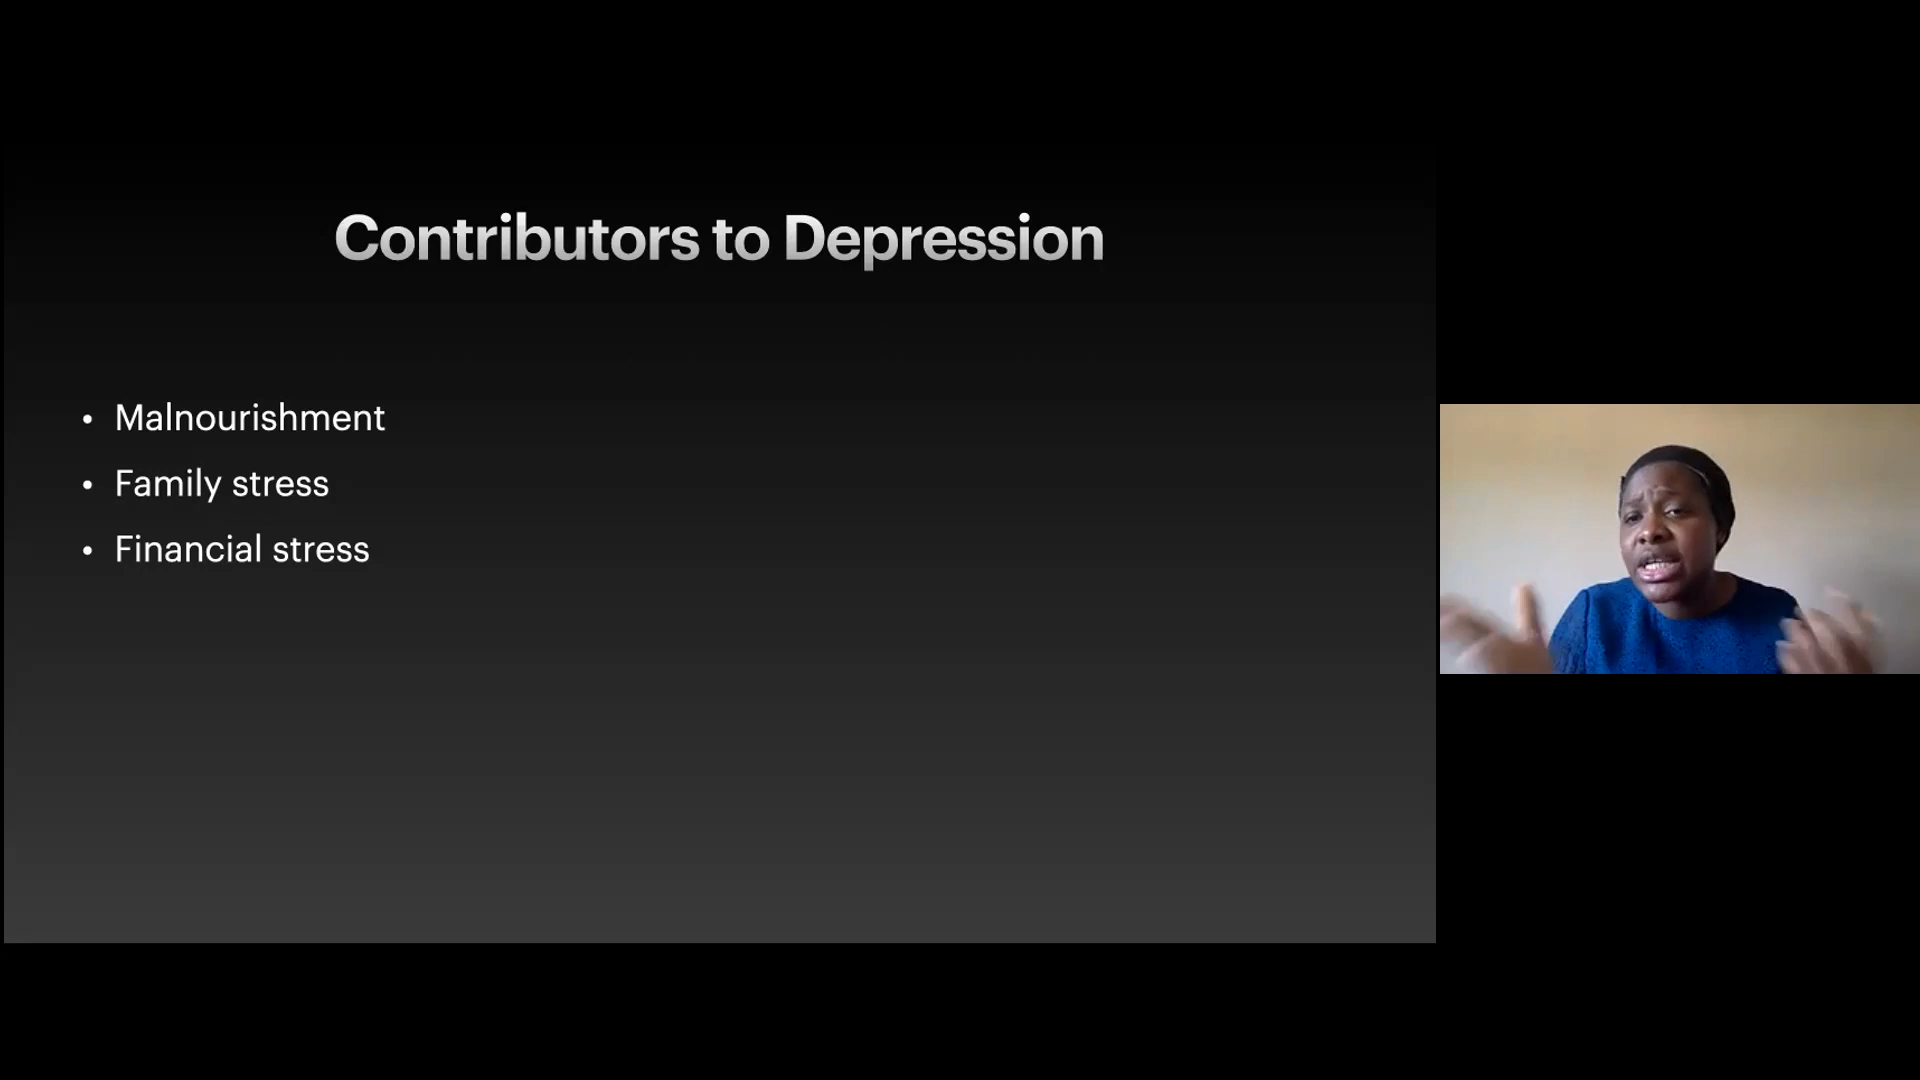 Contributors to Depression
• Malnourishment
• Family stress
• Financial stress